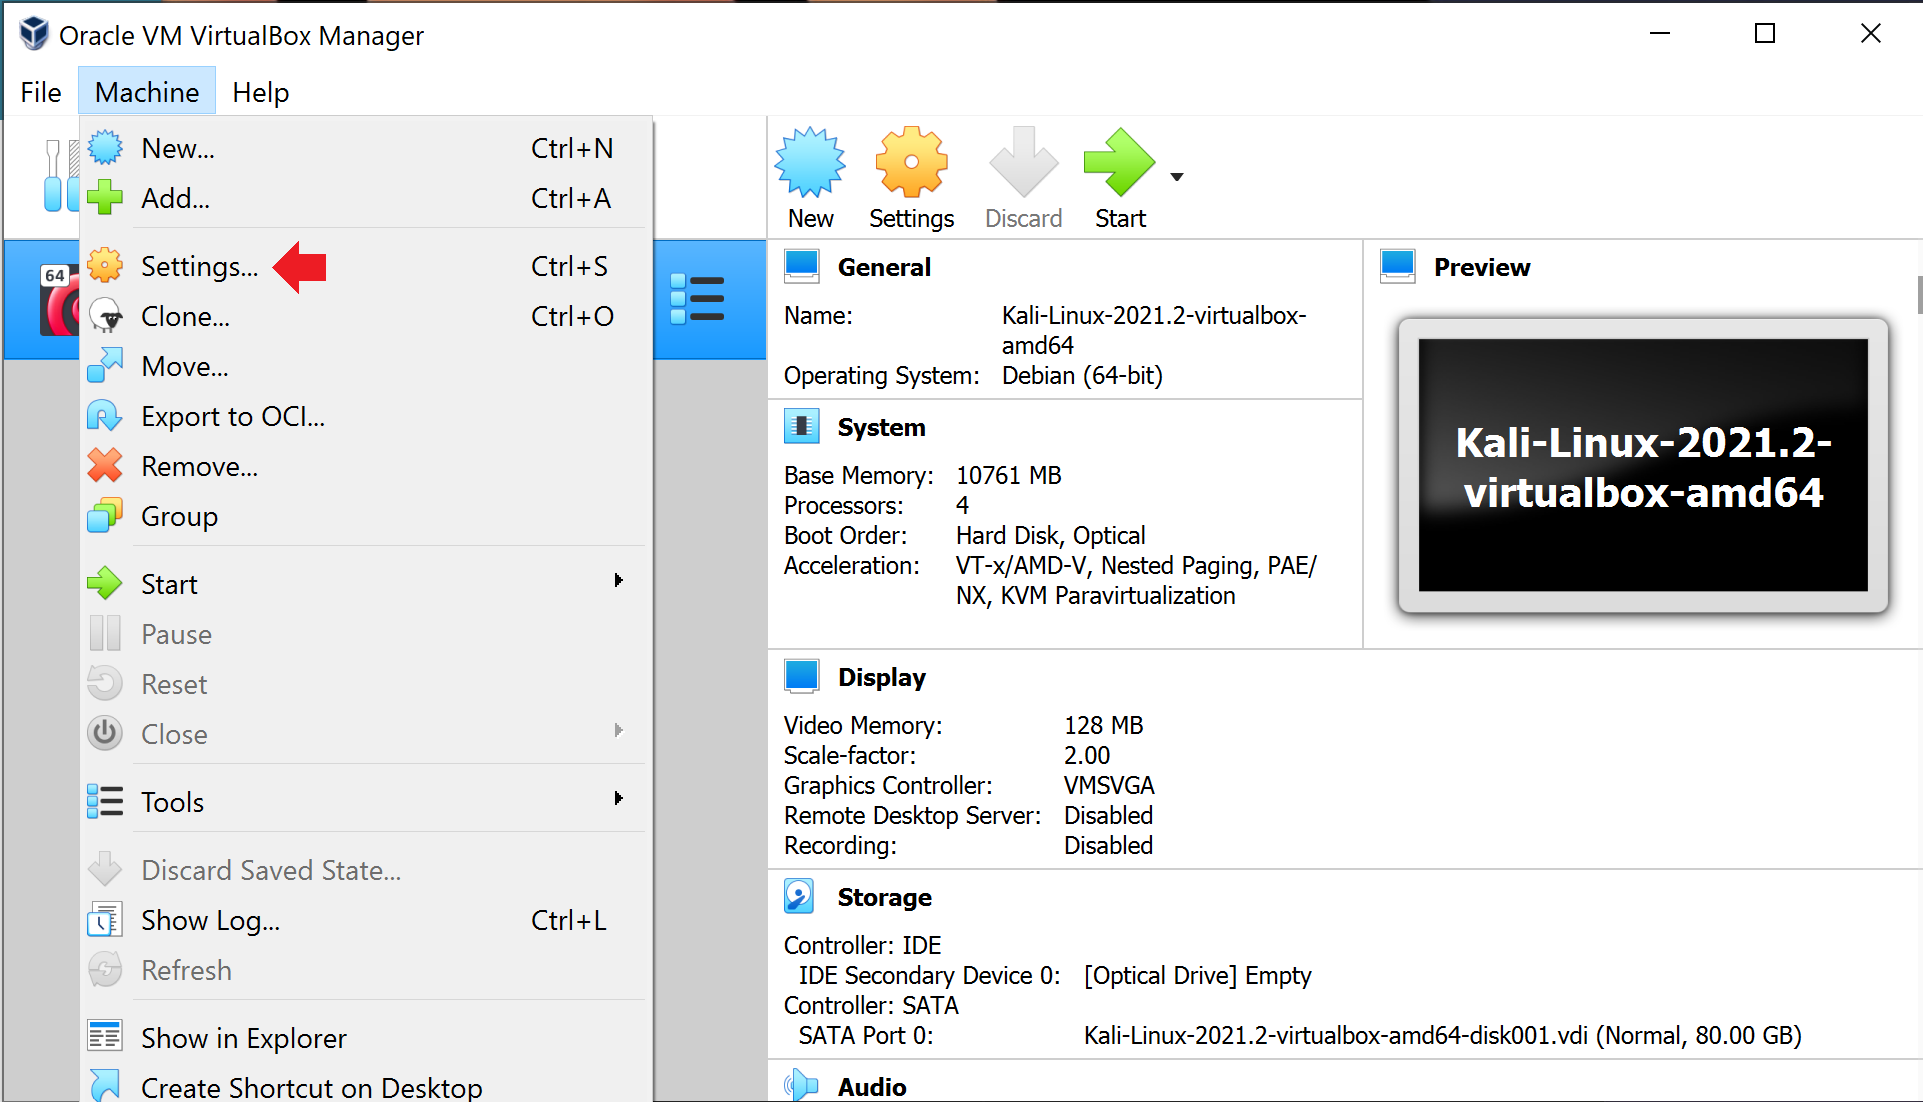 Oracle VM VirtualBox Manager
File Machine Help
New... Ctrl+N
Add... Ctrl+A
Settings... Ctrl+S
Clone... Ctrl+O
Move...
Export to OCI...
Remove...
Group
Start
Pause
Reset
Close
Tools
Discard Saved State...
Show Log... Ctrl+L
Refresh
Show in Explorer
Create Shortcut on Desktop
64
New Settings Discard Start
General
Name: Kali-Linux-2021.2-virtualbox-
amd64
Operating System: Debian (64-bit)
System
Base Memory: 10761 MB
Processors: 4
Boot Order: Hard Disk, Optical
Acceleration: VT-x/AMD-V, Nested Paging, PAE/
NX, KVM Paravirtualization
Preview
Kali-Linux-2021.2-
virtualbox-amd64
Display
Video Memory: 128 MB
Scale-factor: 2.00
Graphics Controller: VMSVGA
Remote Desktop Server: Disabled
Recording: Disabled
Storage
Controller: IDE
IDE Secondary Device 0: [Optical Drive] Empty
Controller: SATA
SATA Port 0: Kali-Linux-2021.2-virtualbox-amd64-disk001.vdi (Normal, 80.00 GB)
Audio